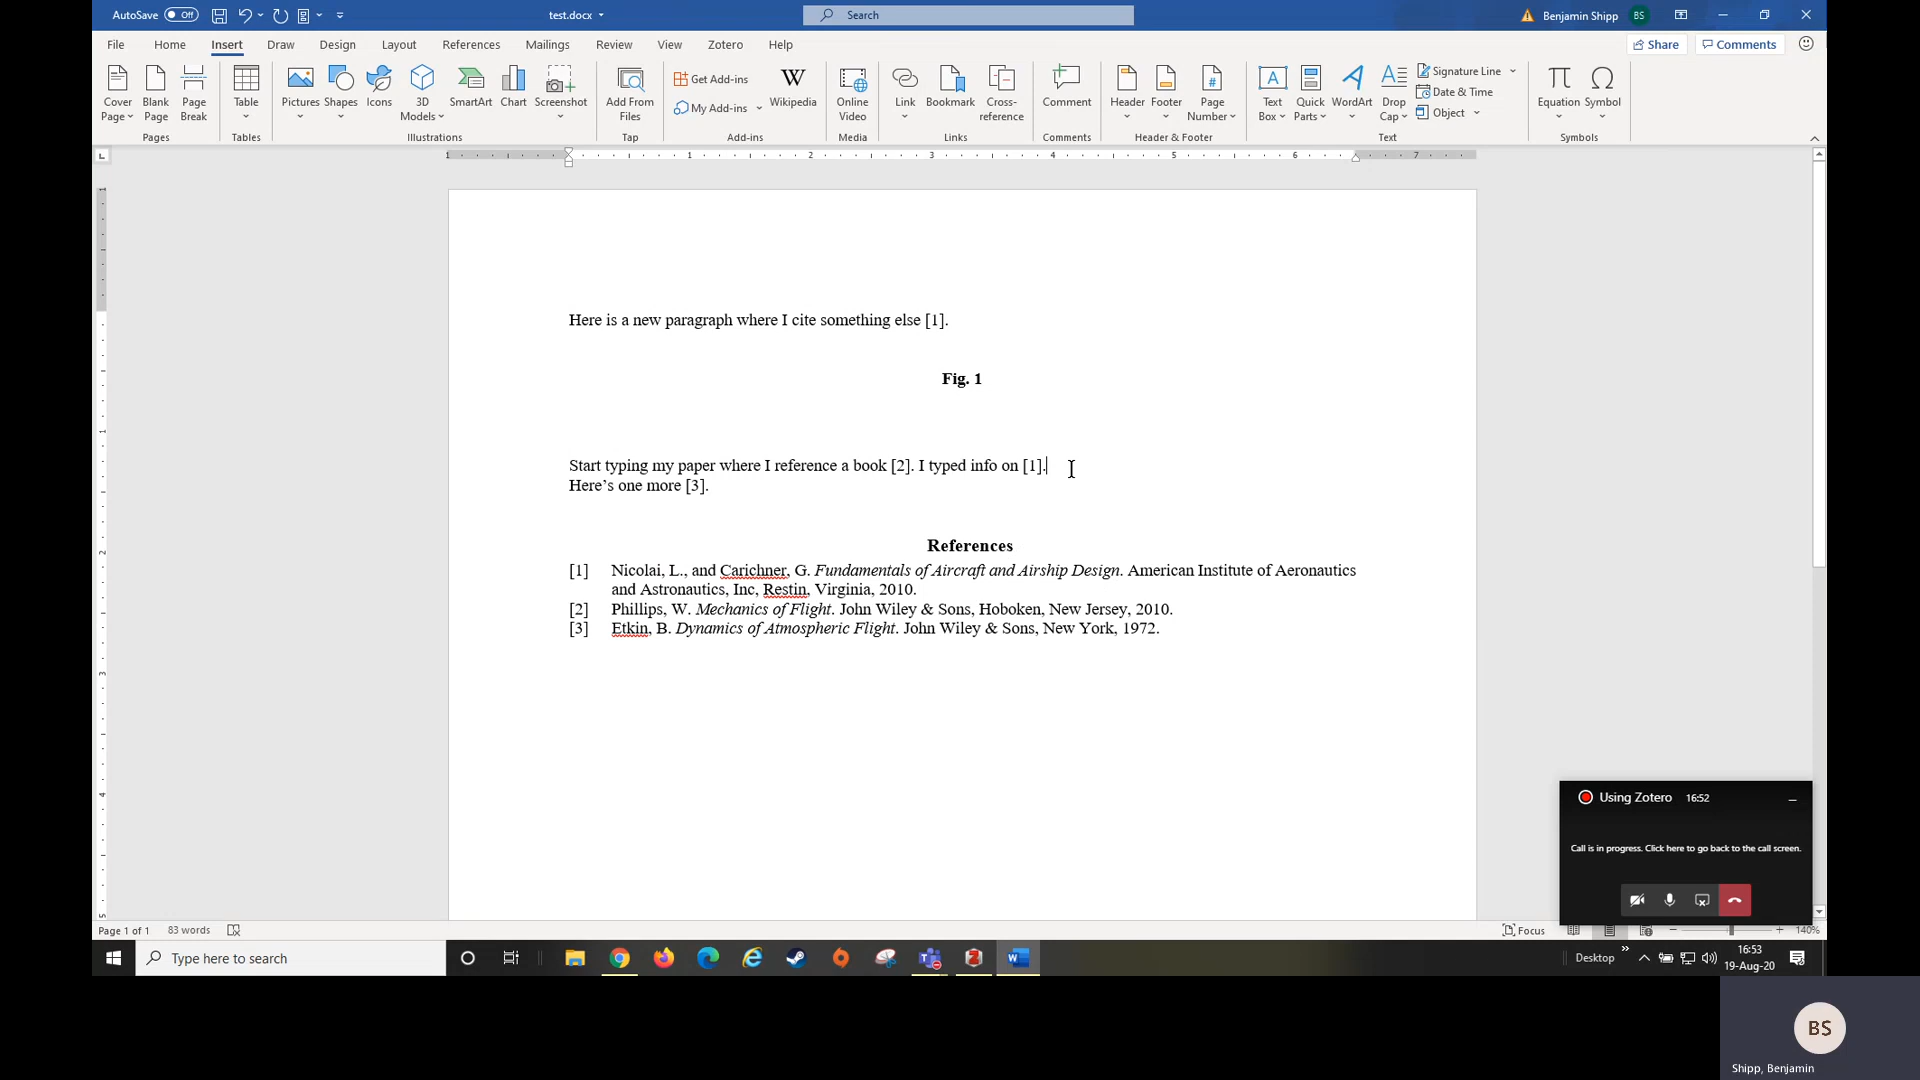 AutoSave Off test.docx Search Benjamin Shipp BS
File Home Insert Draw Design Layout References Mailings Review View Zotero Help Share Comments
Cover Page Blank Page Page Break Table Pictures Shapes Icons 3D Models SmartArt Chart Screenshot Get Add-ins My Add-ins Wikipedia Add From Files Online Video Link Bookmark Cross-reference Comment Header Footer Page Number Text Box Quick Parts WordArt Drop Cap Signature Line Date & Time Object Equation Symbol
Pages Tables Illustrations Tap Add-ins Media Links Comments Header & Footer Text Symbols
1 1 2 3 4 5 6 7
Here is a new paragraph where I cite something else [1].
Fig. 1
Start typing my paper where I reference a book [2]. I typed info on [1].
Here’s one more [3].
References
[1] Nicolai, L., and Carichner, G. Fundamentals of Aircraft and Airship Design. American Institute of Aeronautics
and Astronautics, Inc, Restin, Virginia, 2010.
[2] Phillips, W. Mechanics of Flight. John Wiley & Sons, Hoboken, New Jersey, 2010.
[3] Etkin, B. Dynamics of Atmospheric Flight. John Wiley & Sons, New York, 1972.
Using Zotero 16:52
Call is in progress. Click here to go back to the call screen.
Page 1 of 1 83 words Focus 140%
Type here to search Desktop 16:53
19-Aug-20
BS
Shipp, Benjamin